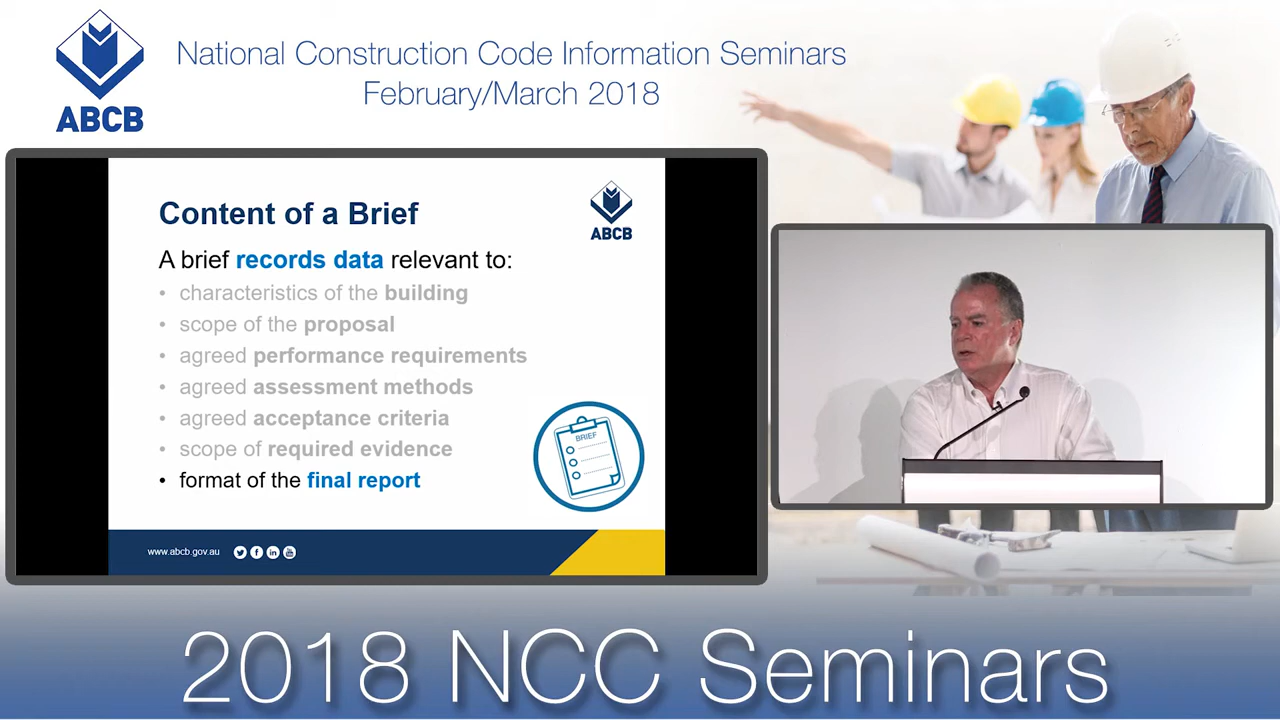 ABCB
National Construction Code Information Seminars
February/March 2018
Content of a Brief
ABCB
A brief records data relevant to:
• characteristics of the building
• scope of the proposal
• agreed performance requirements
• agreed assessment methods
• agreed acceptance criteria
• scope of required evidence
• format of the final report
BRIEF
www.abcb.gov.au
2018 NCC Seminars